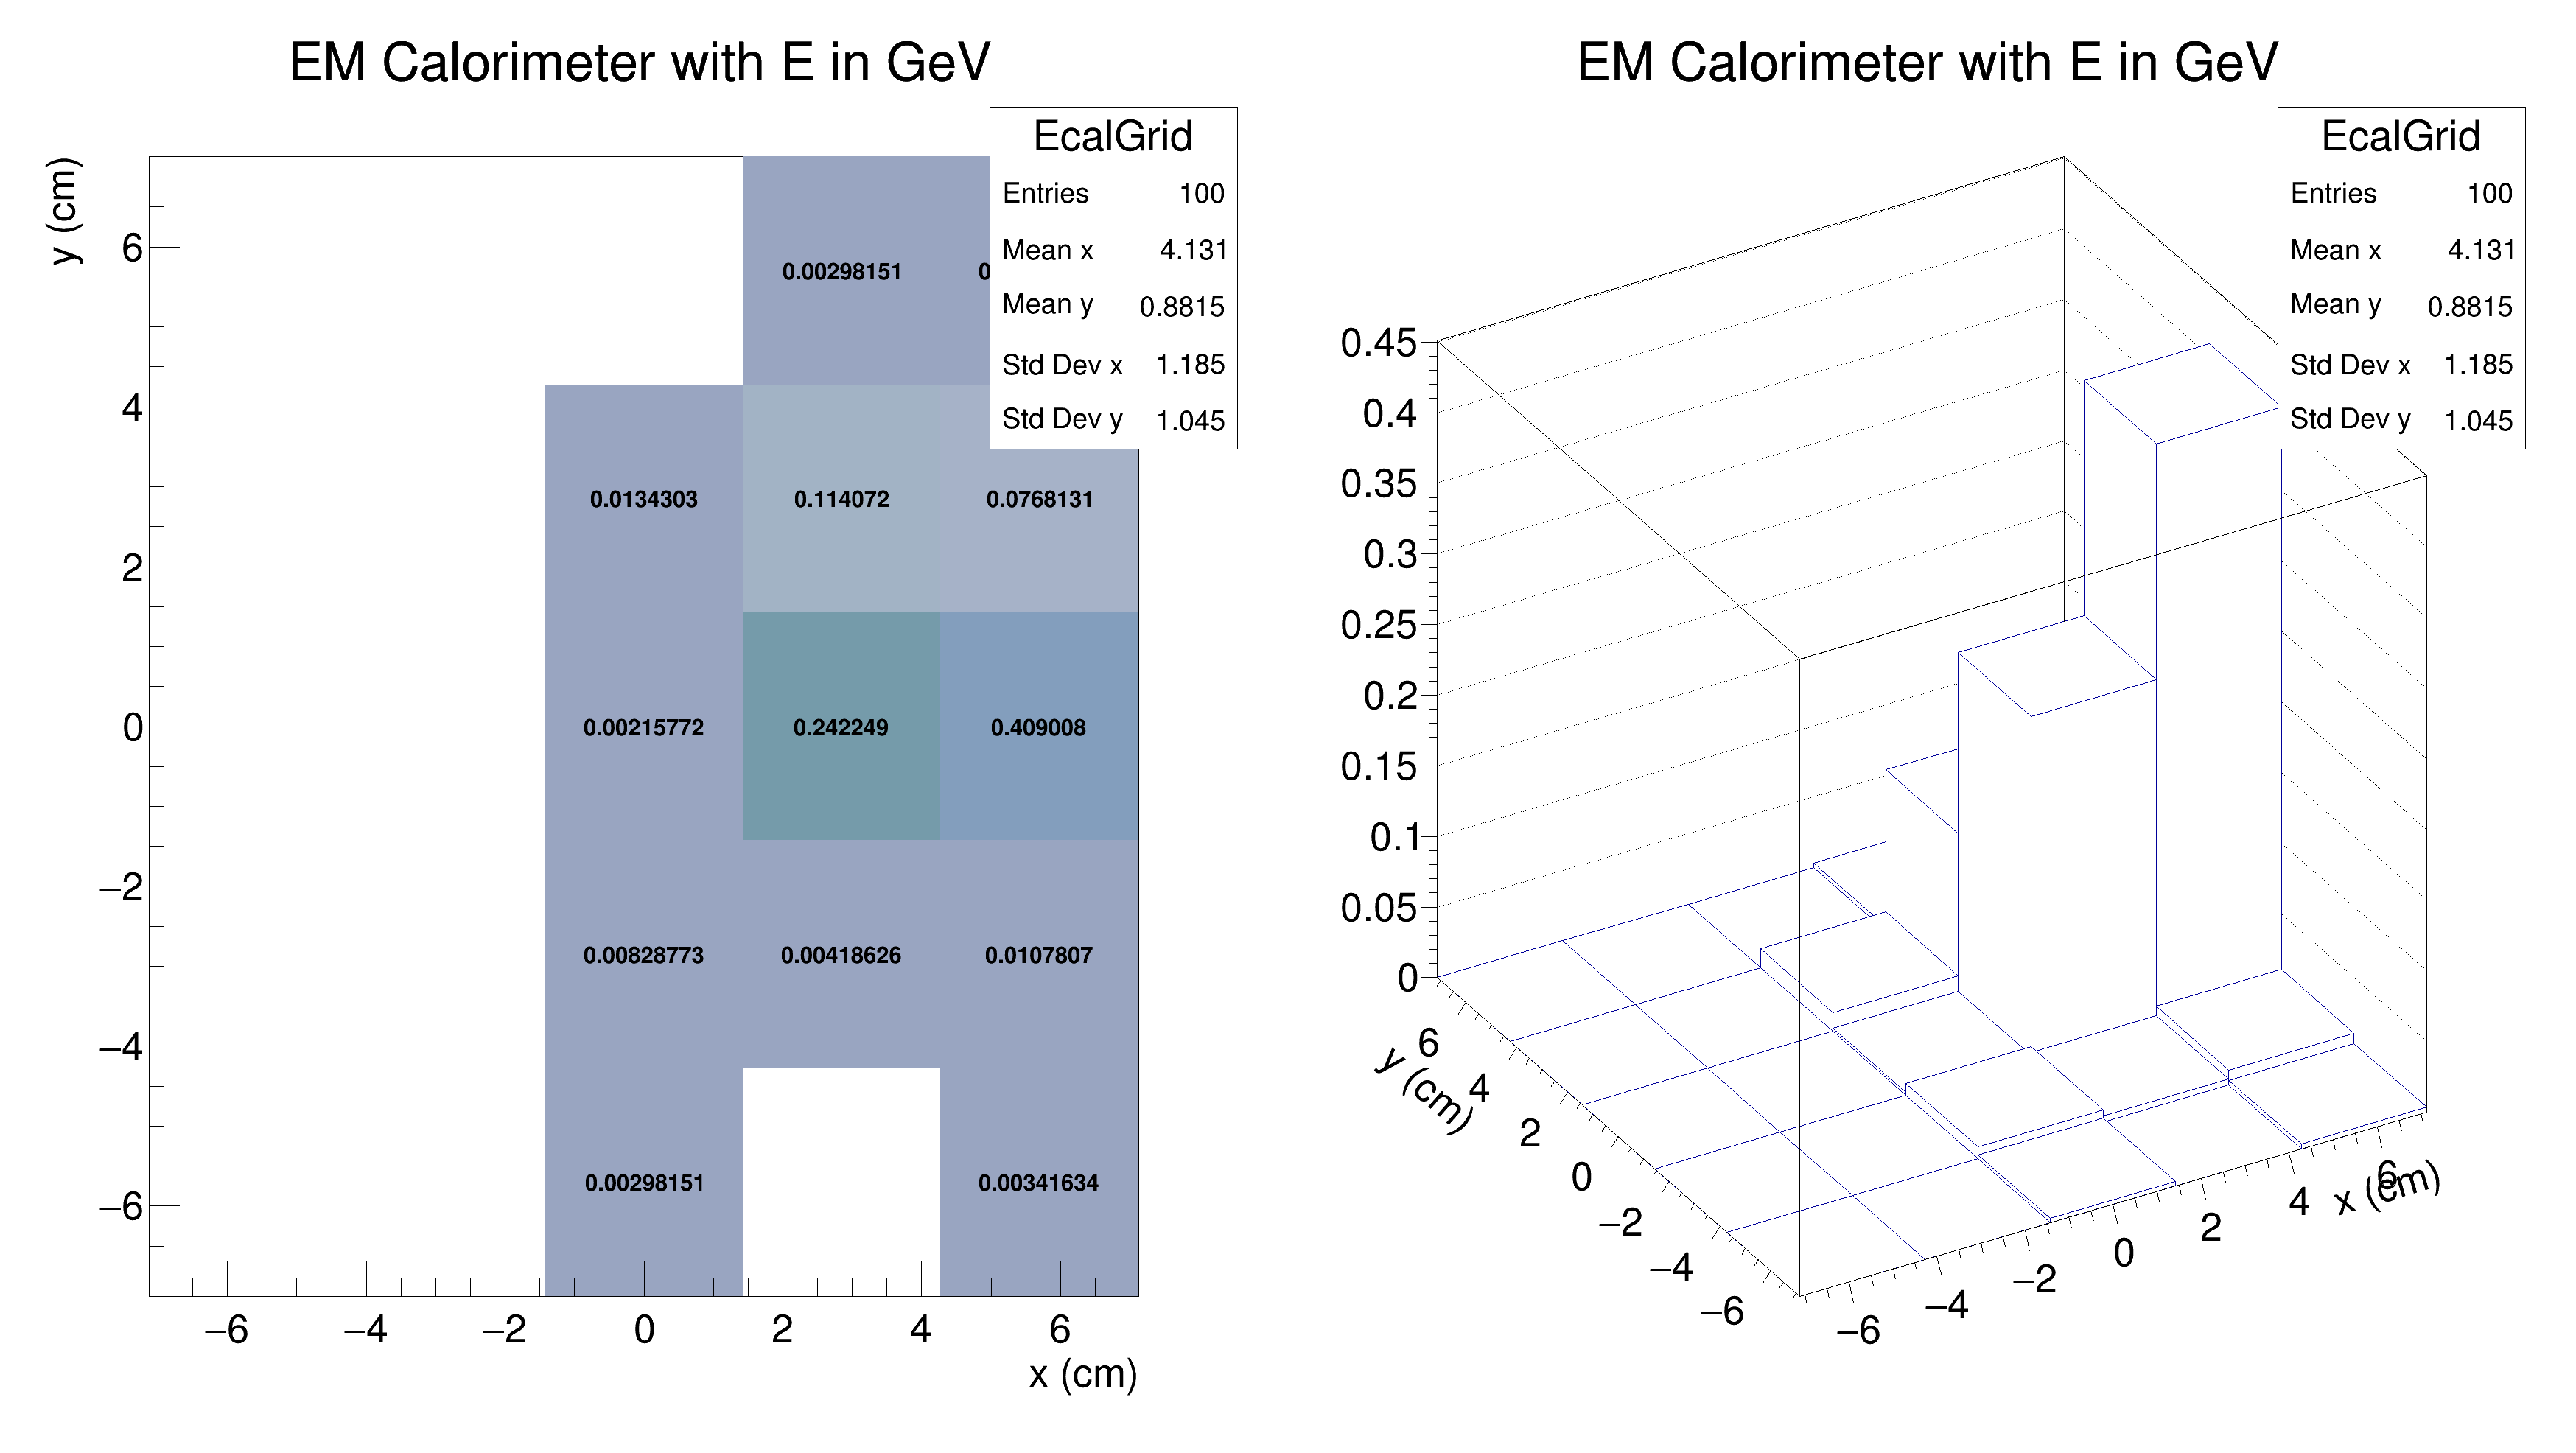 EM Calorimeter with E in GeV
EcalGrid
Entries 100
Mean x 4.131
Mean y 0.8815
Std Dev x 1.185
Std Dev y 1.045
y (cm)
6
4
2
0
−2
−4
−6
0.00298151
0.0134303 0.114072 0.0768131
0.00215772 0.242249 0.409008
0.00828773 0.00418626 0.0107807
0.00298151 0.00341634
−6 −4 −2 0 2 4 6
x (cm)
EM Calorimeter with E in GeV
EcalGrid
Entries 100
Mean x 4.131
Mean y 0.8815
Std Dev x 1.185
Std Dev y 1.045
0.45
0.4
0.35
0.3
0.25
0.2
0.15
0.1
0.05
0
6
4
2
0
−2
−4
−6
y (cm)
−6
−4
−2
0
2
4
6
x (cm)